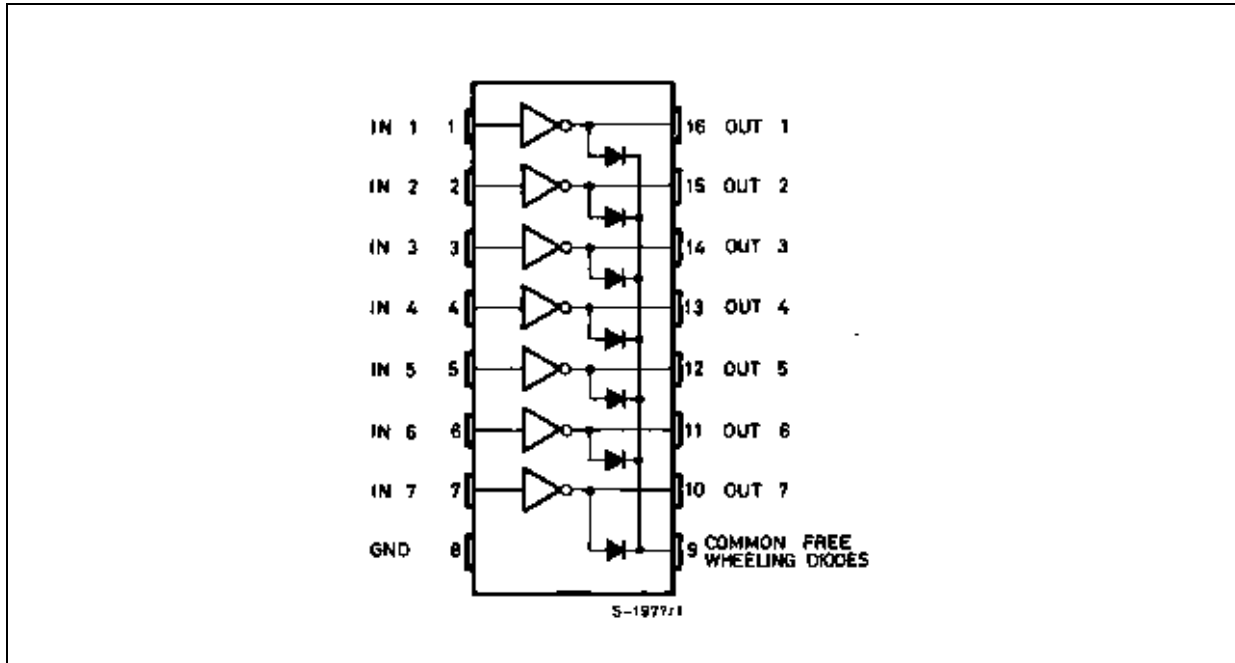 IN 1 1 16 OUT 1
IN 2 2 15 OUT 2
IN 3 3 14 OUT 3
IN 4 4 13 OUT 4
IN 5 5 12 OUT 5
IN 6 6 11 OUT 6
IN 7 7 10 OUT 7
GND 8 9 COMMON FREE
WHEELING DIODES
S-1977/1